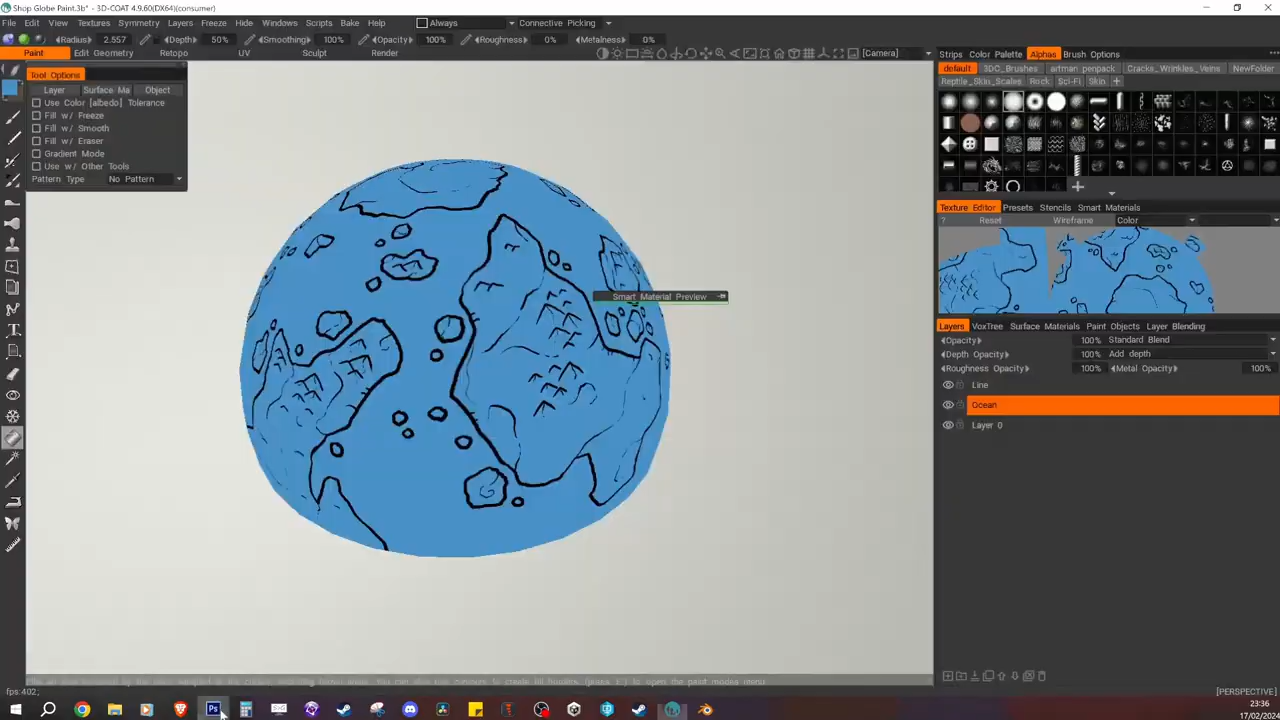 Shop Globe Paint.3b* - 3D-COAT 4.9.60(DX64)(consumer)
File Edit View Textures Symmetry Layers Freeze Hide Windows Scripts Bake Help Always Connective Picking
Radius 2.557 Depth 50% Smoothing 100% Opacity 100% Roughness 0% Metalness 0%
Paint Edit Geometry Retopo UV Sculpt Render [Camera]
Strips Color Palette Alphas Brush Options
default 3DC_Brushes artman penpack Cracks_Wrinkles_Veins NewFolder
Reptile_Skin_Scales Rock Sci-Fi Skin +
Tool Options
Layer Surface Ma Object
Use Color [albedo] Tolerance
Fill w/ Freeze
Fill w/ Smooth
Fill w/ Eraser
Gradient Mode
Use w/ Other Tools
Pattern Type No Pattern
Texture Editor Presets Stencils Smart Materials
? Reset Wireframe Color
Smart Material Preview
Layers VoxTree Surface Materials Paint Objects Layer Blending
Opacity 100% Standard Blend
Depth Opacity 100% Add depth
Roughness Opacity 100% Metal Opacity 100%
Line
Ocean
Layer 0
fps:402;
[PERSPECTIVE]
Ps
23:36
17/02/2024